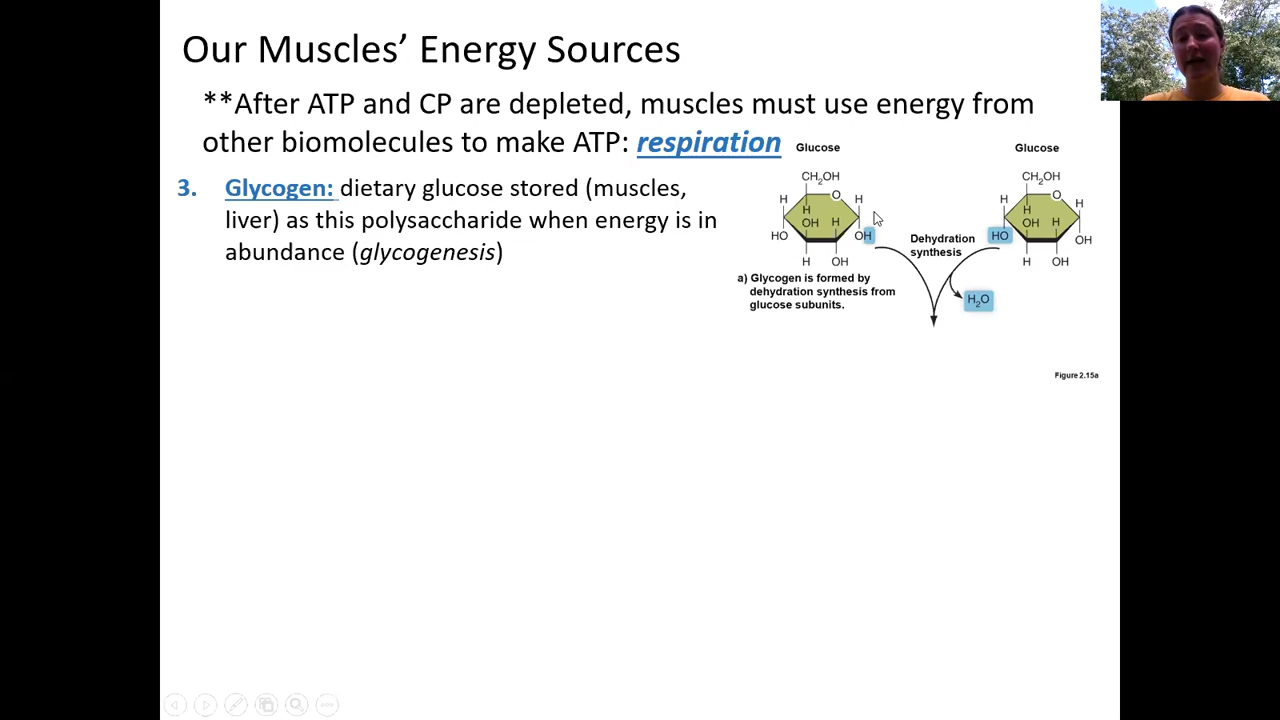 Our Muscles’ Energy Sources
**After ATP and CP are depleted, muscles must use energy from
other biomolecules to make ATP: respiration
3. Glycogen: dietary glucose stored (muscles,
liver) as this polysaccharide when energy is in
abundance (glycogenesis)
Glucose
CH2OH
O
H
H
H
OH
H
HO
OH
H
OH
Glucose
CH2OH
O
H
H
H
OH
H
HO
OH
H
OH
Dehydration
synthesis
H2O
a) Glycogen is formed by
dehydration synthesis from
glucose subunits.
Figure 2.15a